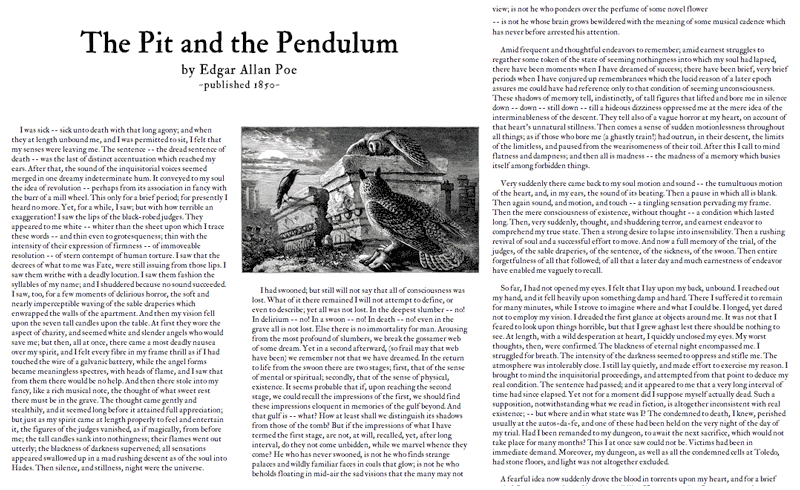 The Pit and the Pendulum
by Edgar Allan Poe
~published 1850~
I was sick -- sick unto death with that long agony; and when
they at length unbound me, and I was permitted to sit, I felt that
my senses were leaving me. The sentence -- the dread sentence of
death -- was the last of distinct accentuation which reached my
ears. After that, the sound of the inquisitorial voices seemed
merged in one dreamy indeterminate hum. It conveyed to my soul
the idea of revolution -- perhaps from its association in fancy with
the burr of a mill wheel. This only for a brief period; for presently I
heard no more. Yet, for a while, I saw; but with how terrible an
exaggeration! I saw the lips of the black-robed judges. They
appeared to me white -- whiter than the sheet upon which I trace
these words -- and thin even to grotesqueness; thin with the
intensity of their expression of firmness -- of immoveable
resolution -- of stern contempt of human torture. I saw that the
decrees of what to me was Fate, were still issuing from those lips. I
saw them writhe with a deadly locution. I saw them fashion the
syllables of my name; and I shuddered because no sound succeeded.
I saw, too, for a few moments of delirious horror, the soft and
nearly imperceptible waving of the sable draperies which
enwrapped the walls of the apartment. And then my vision fell
upon the seven tall candles upon the table. At first they wore the
aspect of charity, and seemed white and slender angels who would
save me; but then, all at once, there came a most deadly nausea
over my spirit, and I felt every fibre in my frame thrill as if I had
touched the wire of a galvanic battery, while the angel forms
became meaningless spectres, with heads of flame, and I saw that
from them there would be no help. And then there stole into my
fancy, like a rich musical note, the thought of what sweet rest
there must be in the grave. The thought came gently and
stealthily, and it seemed long before it attained full appreciation;
but just as my spirit came at length properly to feel and entertain
it, the figures of the judges vanished, as if magically, from before
me; the tall candles sank into nothingness; their flames went out
utterly; the blackness of darkness supervened; all sensations
appeared swallowed up in a mad rushing descent as of the soul into
Hades. Then silence, and stillness, night were the universe.
I had swooned; but still will not say that all of consciousness was
lost. What of it there remained I will not attempt to define, or
even to describe; yet all was not lost. In the deepest slumber -- no!
In delirium -- no! In a swoon -- no! In death -- no! even in the
grave all is not lost. Else there is no immortality for man. Arousing
from the most profound of slumbers, we break the gossamer web
of some dream. Yet in a second afterward, (so frail may that web
have been) we remember not that we have dreamed. In the return
to life from the swoon there are two stages; first, that of the sense
of mental or spiritual; secondly, that of the sense of physical,
existence. It seems probable that if, upon reaching the second
stage, we could recall the impressions of the first, we should find
these impressions eloquent in memories of the gulf beyond. And
that gulf is -- what? How at least shall we distinguish its shadows
from those of the tomb? But if the impressions of what I have
termed the first stage, are not, at will, recalled, yet, after long
interval, do they not come unbidden, while we marvel whence they
come? He who has never swooned, is not he who finds strange
palaces and wildly familiar faces in coals that glow; is not he who
beholds floating in mid-air the sad visions that the many may not
view; is not he who ponders over the perfume of some novel flower
-- is not he whose brain grows bewildered with the meaning of some musical cadence which
has never before arrested his attention.
Amid frequent and thoughtful endeavors to remember; amid earnest struggles to
regather some token of the state of seeming nothingness into which my soul had lapsed,
there have been moments when I have dreamed of success; there have been brief, very brief
periods when I have conjured up remembrances which the lucid reason of a later epoch
assures me could have had reference only to that condition of seeming unconsciousness.
These shadows of memory tell, indistinctly, of tall figures that lifted and bore me in silence
down -- down -- still down -- till a hideous dizziness oppressed me at the mere idea of the
interminableness of the descent. They tell also of a vague horror at my heart, on account of
that heart's unnatural stillness. Then comes a sense of sudden motionlessness throughout
all things; as if those who bore me (a ghastly train!) had outrun, in their descent, the limits
of the limitless, and paused from the wearisomeness of their toil. After this I call to mind
flatness and dampness; and then all is madness -- the madness of a memory which busies
itself among forbidden things.
Very suddenly there came back to my soul motion and sound -- the tumultuous motion
of the heart, and, in my ears, the sound of its beating. Then a pause in which all is blank.
Then again sound, and motion, and touch -- a tingling sensation pervading my frame.
Then the mere consciousness of existence, without thought -- a condition which lasted
long. Then, very suddenly, thought, and shuddering terror, and earnest endeavor to
comprehend my true state. Then a strong desire to lapse into insensibility. Then a rushing
revival of soul and a successful effort to move. And now a full memory of the trial, of the
judges, of the sable draperies, of the sentence, of the sickness, of the swoon. Then entire
forgetfulness of all that followed; of all that a later day and much earnestness of endeavor
have enabled me vaguely to recall.
So far, I had not opened my eyes. I felt that I lay upon my back, unbound. I reached out
my hand, and it fell heavily upon something damp and hard. There I suffered it to remain
for many minutes, while I strove to imagine where and what I could be. I longed, yet dared
not to employ my vision. I dreaded the first glance at objects around me. It was not that I
feared to look upon things horrible, but that I grew aghast lest there should be nothing to
see. At length, with a wild desperation at heart, I quickly unclosed my eyes. My worst
thoughts, then, were confirmed. The blackness of eternal night encompassed me. I
struggled for breath. The intensity of the darkness seemed to oppress and stifle me. The
atmosphere was intolerably close. I still lay quietly, and made effort to exercise my reason. I
brought to mind the inquisitorial proceedings, and attempted from that point to deduce my
real condition. The sentence had passed; and it appeared to me that a very long interval of
time had since elapsed. Yet not for a moment did I suppose myself actually dead. Such a
supposition, notwithstanding what we read in fiction, is altogether inconsistent with real
existence; -- but where and in what state was I? The condemned to death, I knew, perished
usually at the autos-da-fe, and one of these had been held on the very night of the day of
my trial. Had I been remanded to my dungeon, to await the next sacrifice, which would not
take place for many months? This I at once saw could not be. Victims had been in
immediate demand. Moreover, my dungeon, as well as all the condemned cells at Toledo,
had stone floors, and light was not altogether excluded.
A fearful idea now suddenly drove the blood in torrents upon my heart, and for a brief